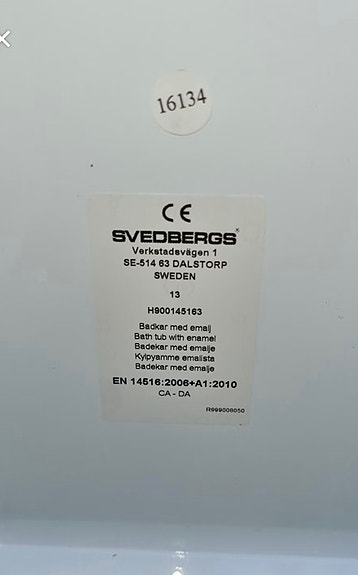 16134
CE
SVEDBERGS®
Verkstadsvägen 1
SE-514 63 DALSTORP
SWEDEN
13
H900145163
Badkar med emalj
Bath tub with enamel
Badekar med emalje
Kylpyamme emalista
Badekar med emalje
EN 14516:2006+A1:2010
CA - DA
R999008050